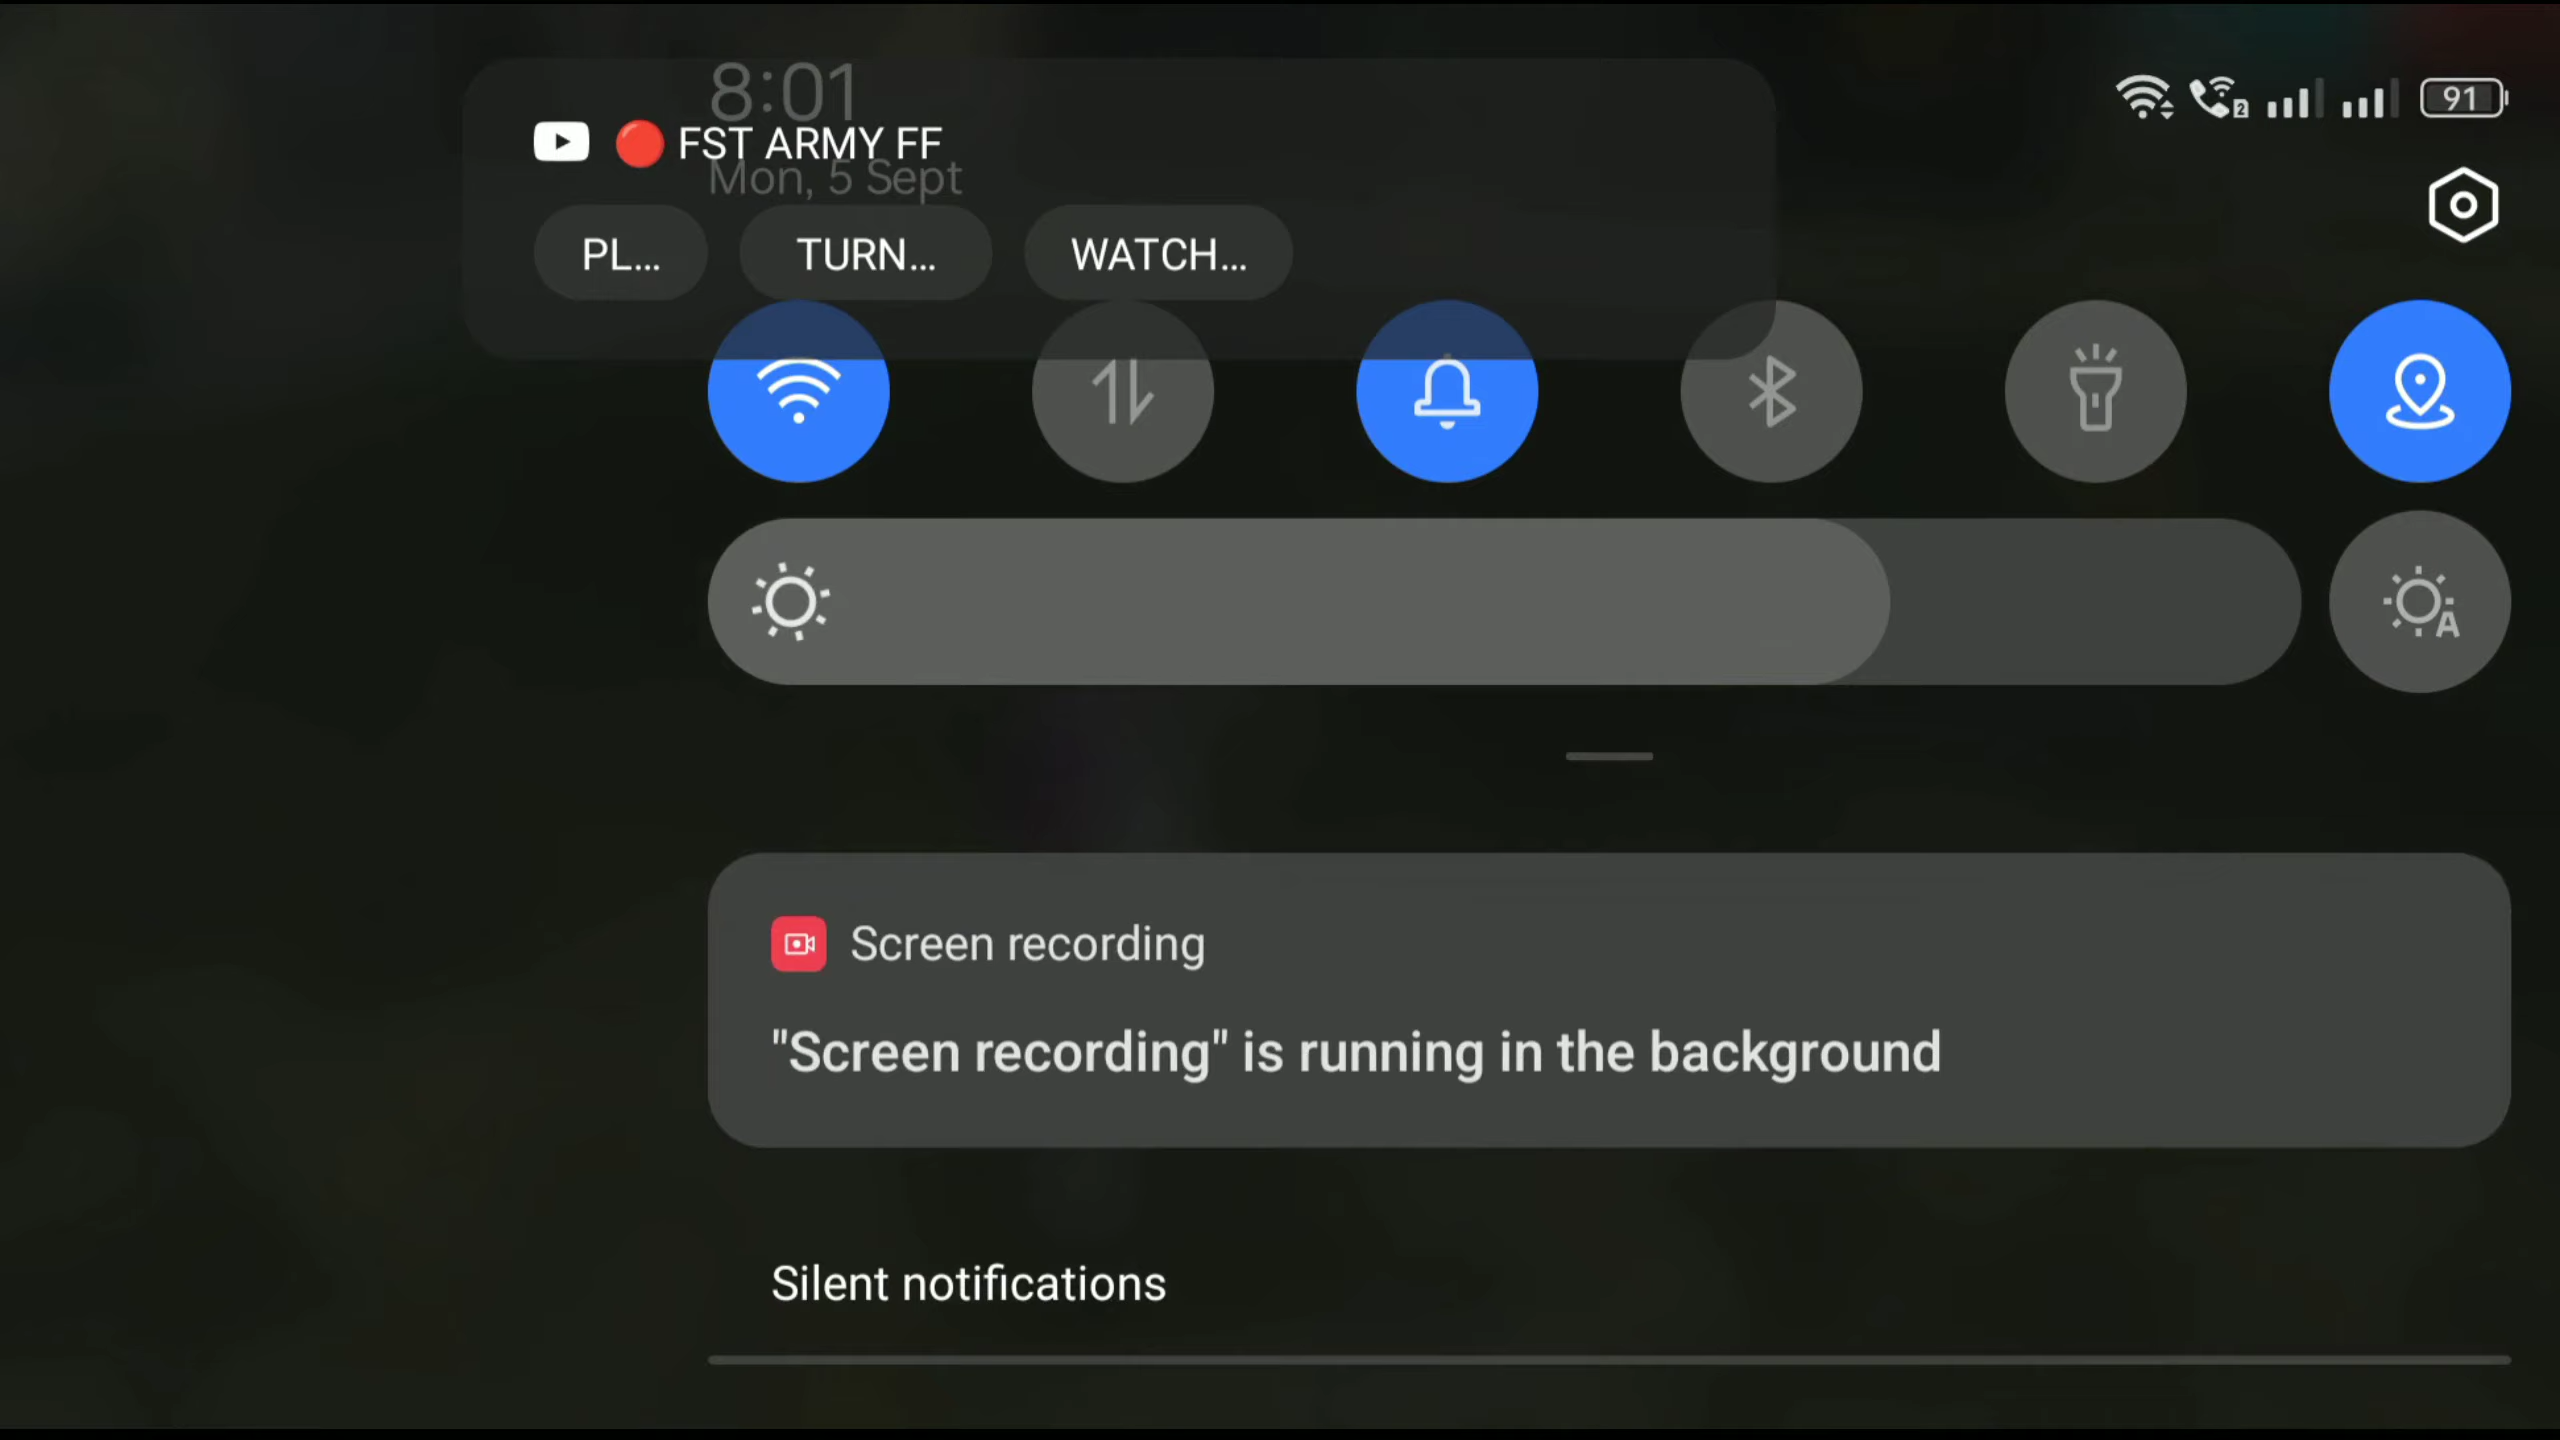 8:01
91
FST ARMY FF
Mon, 5 Sept
PL...
TURN...
WATCH...
2
A
Screen recording
"Screen recording" is running in the background
Silent notifications